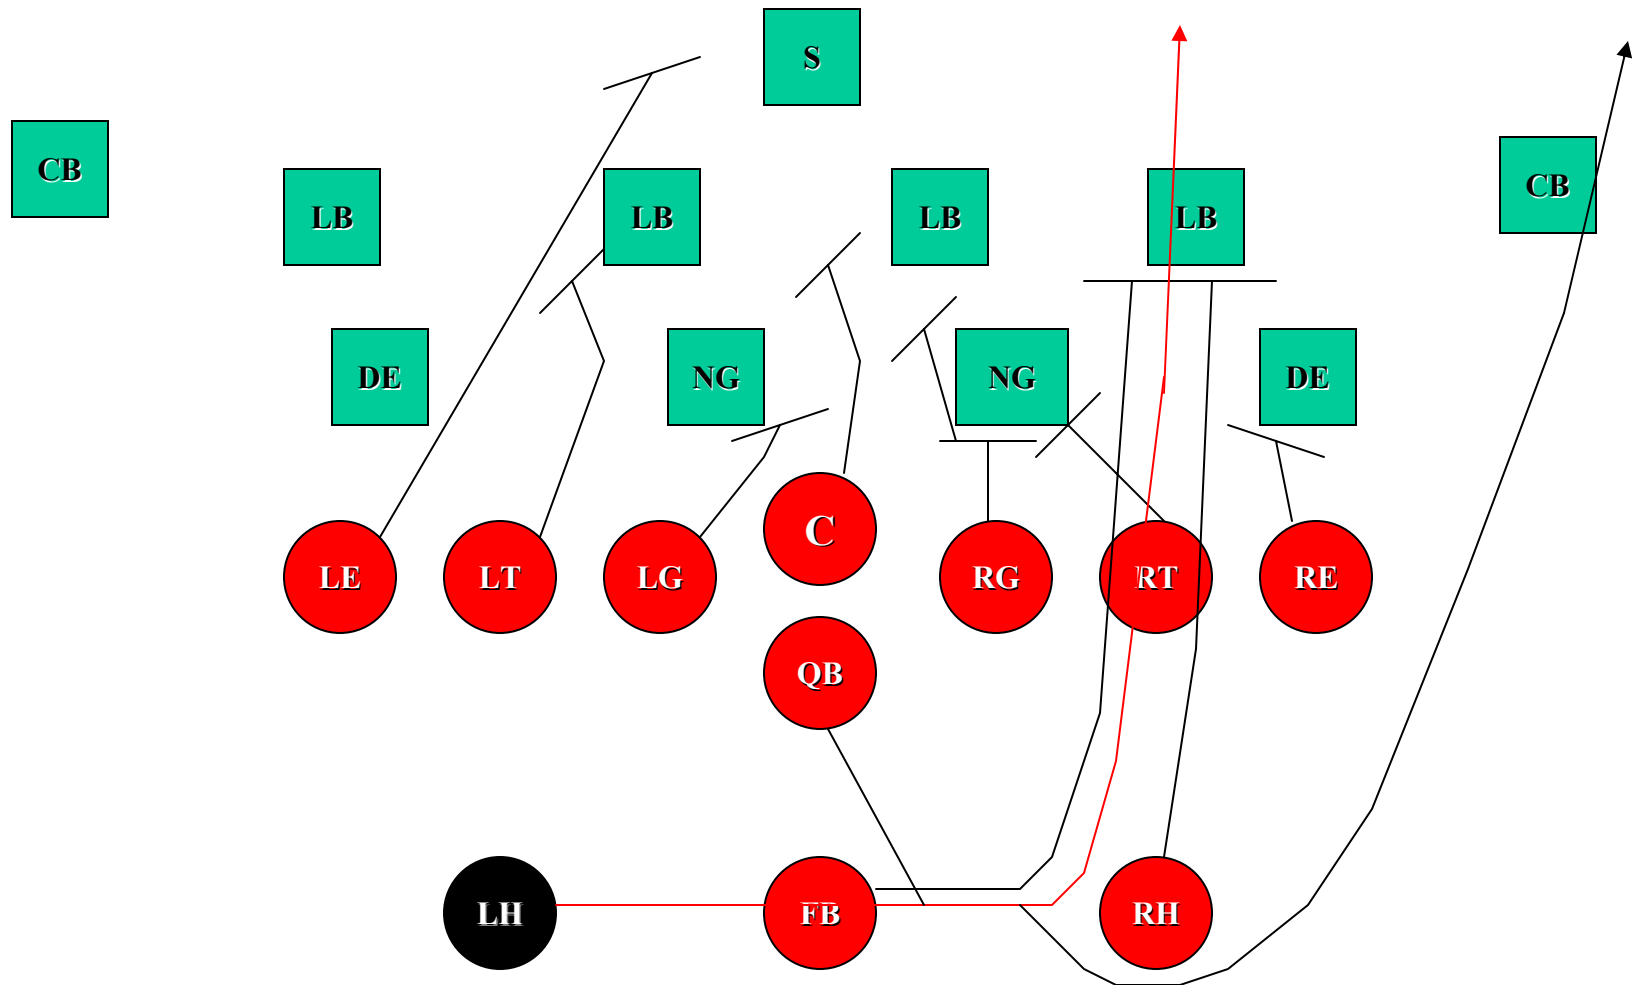 S
CB
CB
LB
LB
LB
LB
DE
NG
NG
DE
C
LE
LT
LG
RG
RT
RE
QB
LH
FB
RH